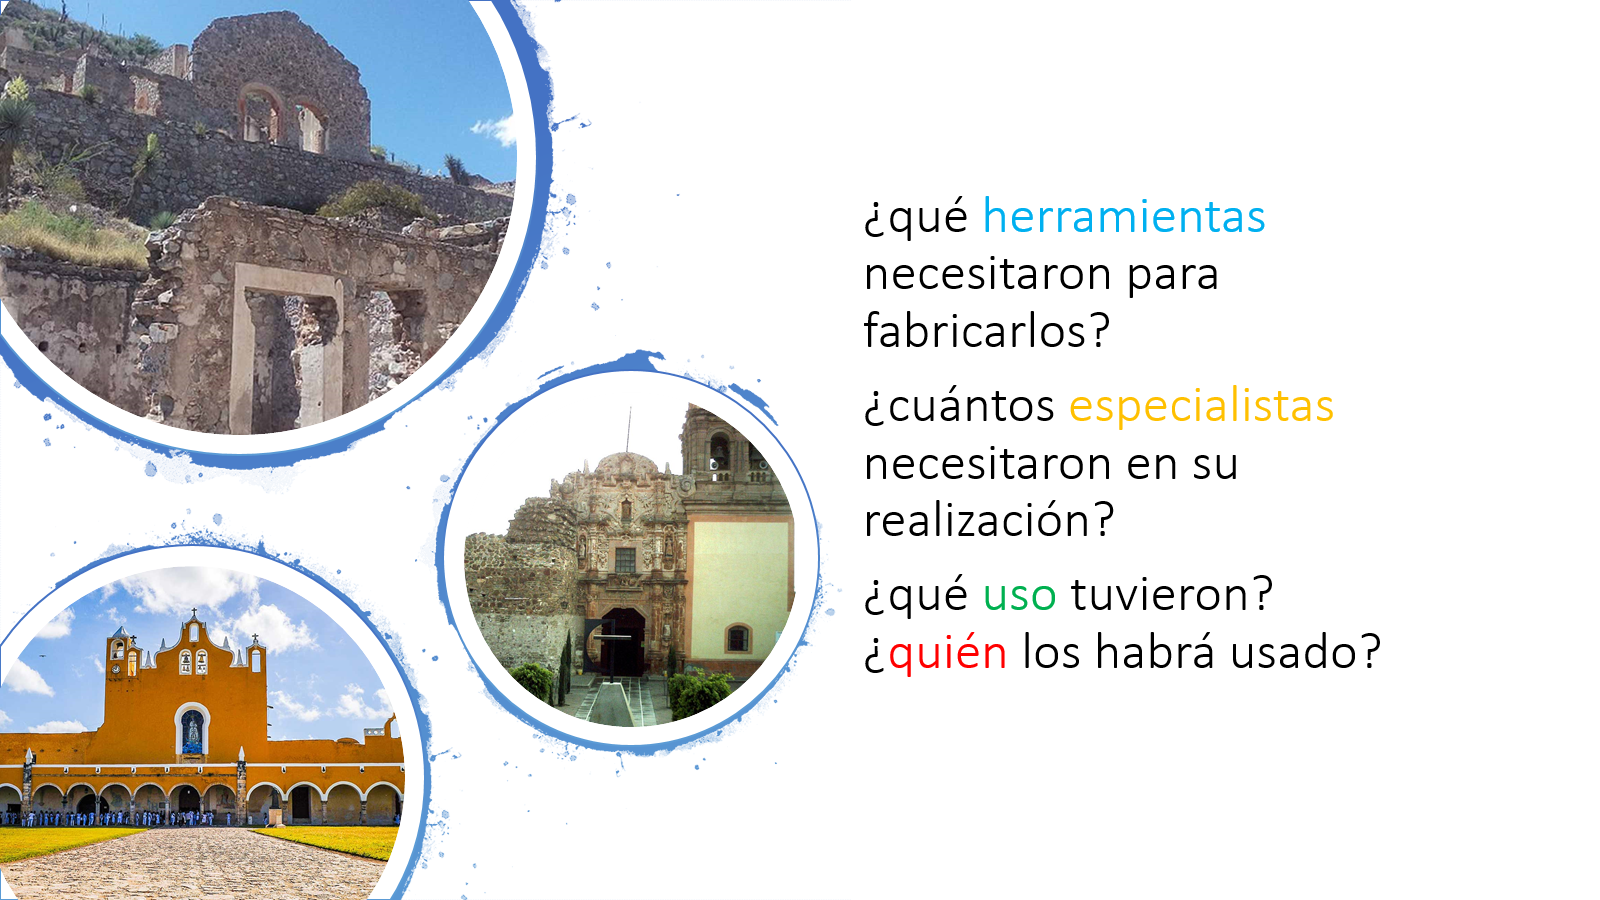 ¿qué herramientas
necesitaron para
fabricarlos?
¿cuántos especialistas
necesitaron en su
realización?
¿qué uso tuvieron?
¿quién los habrá usado?